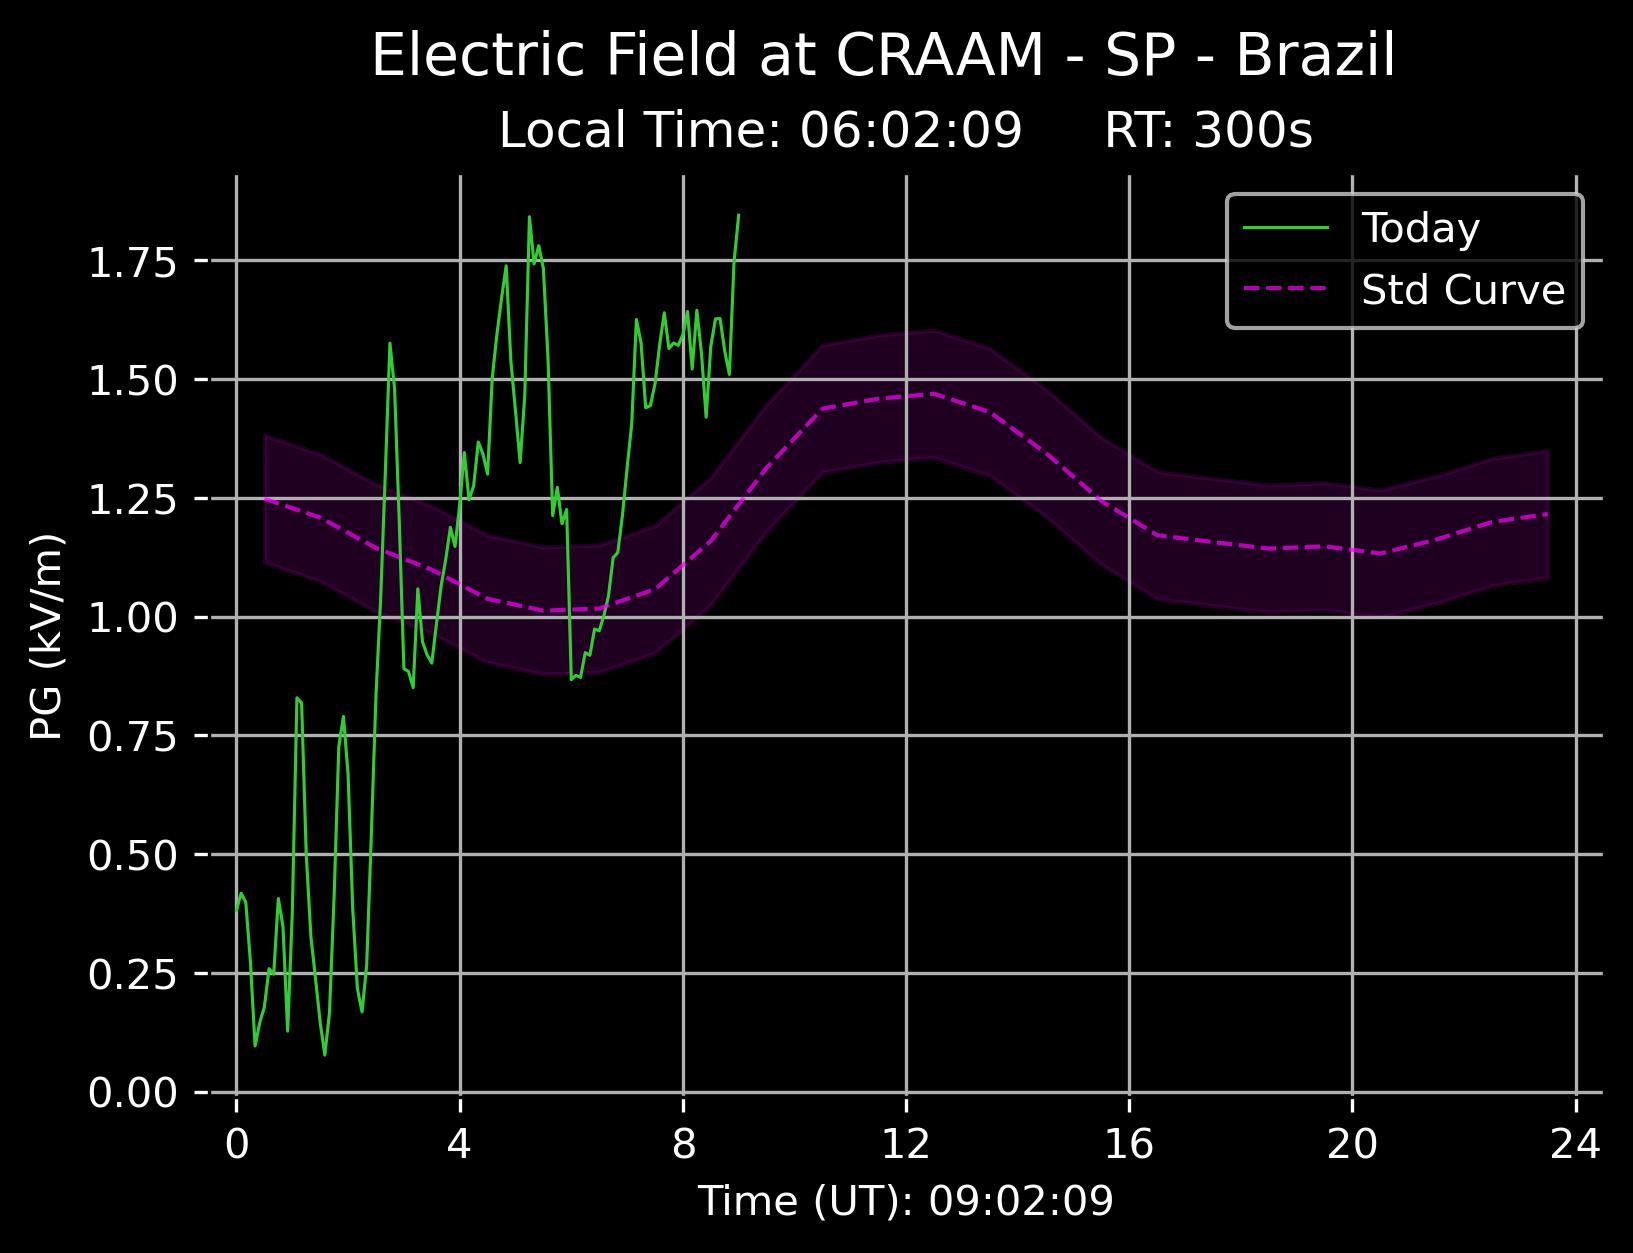 Electric Field at CRAAM - SP - Brazil
Local Time: 06:02:09 RT: 300s
Today
Std Curve
PG (kV/m)
1.75
1.50
1.25
1.00
0.75
0.50
0.25
0.00
0 4 8 12 16 20 24
Time (UT): 09:02:09